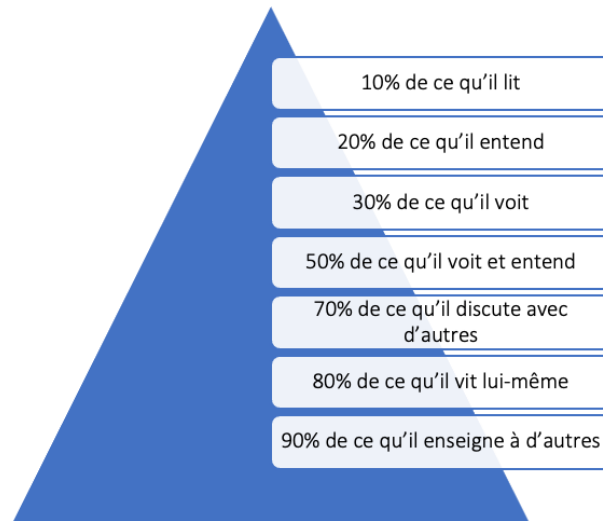 10% de ce qu’il lit
20% de ce qu’il entend
30% de ce qu’il voit
50% de ce qu’il voit et entend
70% de ce qu’il discute avec
d’autres
80% de ce qu’il vit lui-même
90% de ce qu’il enseigne à d’autres